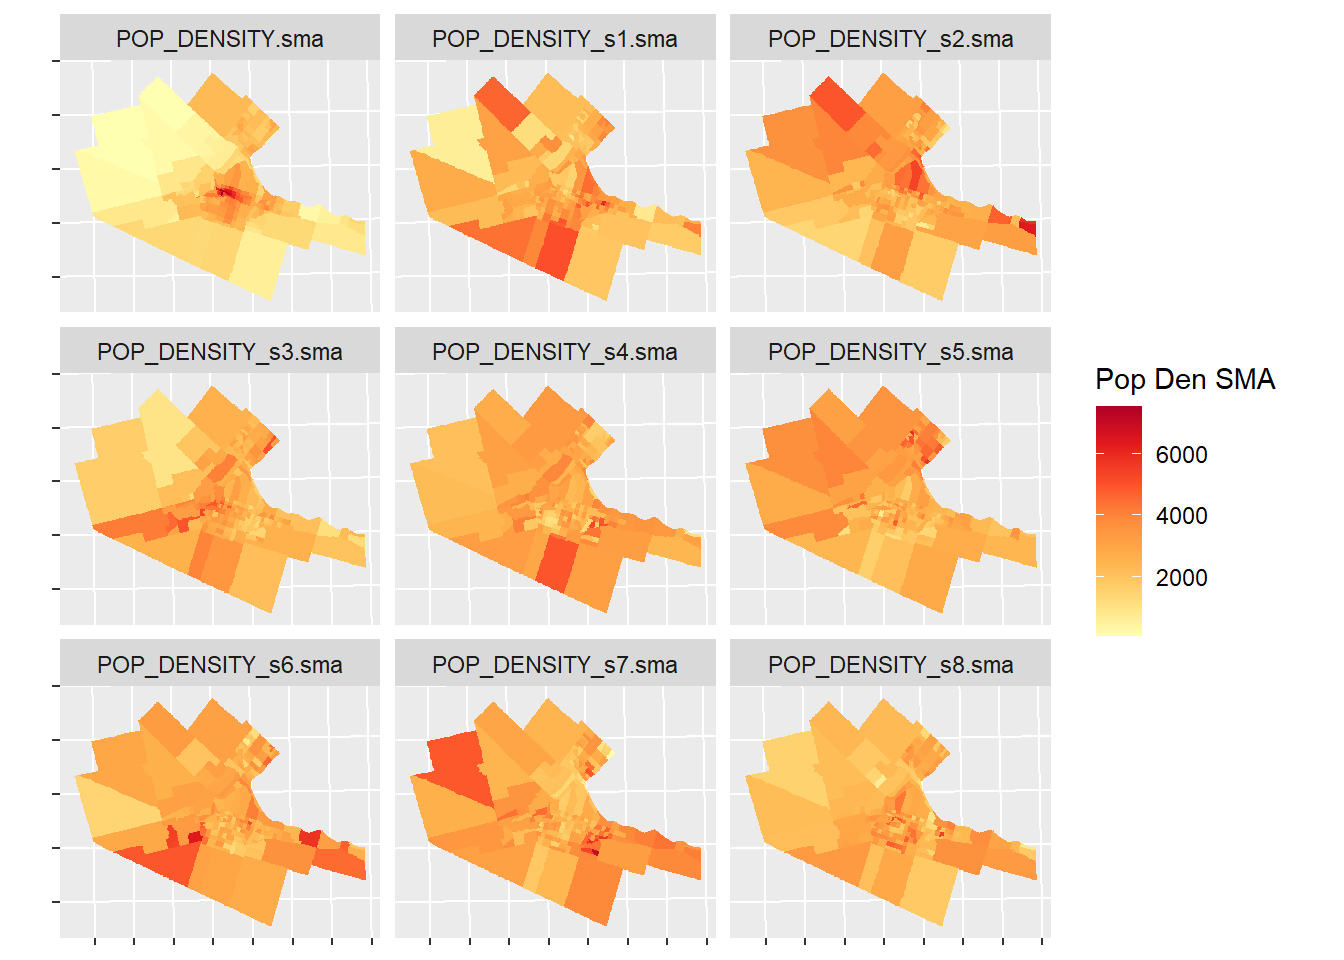 POP_DENSITY.sma
POP_DENSITY_s1.sma
POP_DENSITY_s2.sma
POP_DENSITY_s3.sma
POP_DENSITY_s4.sma
POP_DENSITY_s5.sma
Pop Den SMA
6000
4000
2000
POP_DENSITY_s6.sma
POP_DENSITY_s7.sma
POP_DENSITY_s8.sma